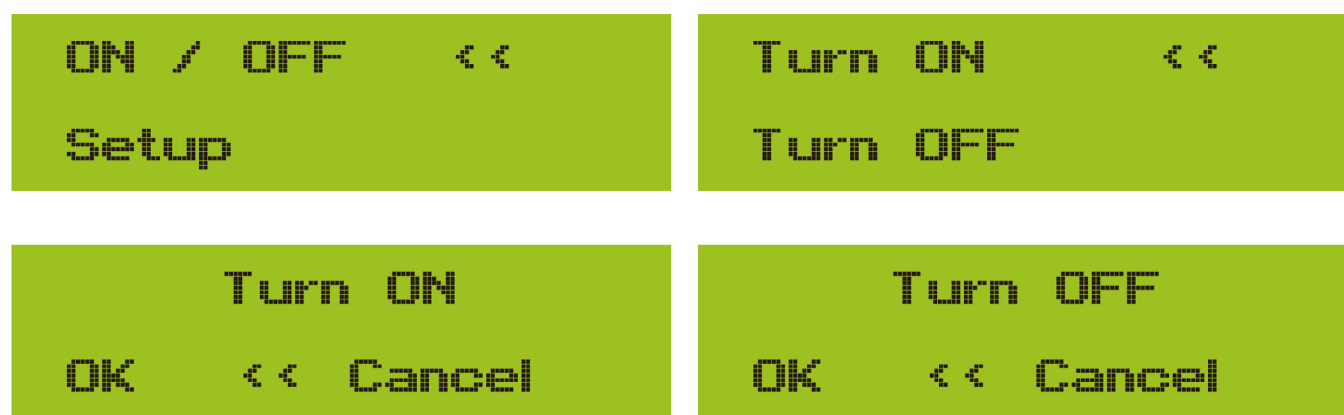 ON / OFF <<
Setup
Turn ON <<
Turn OFF
Turn ON
OK << Cancel
Turn OFF
OK << Cancel